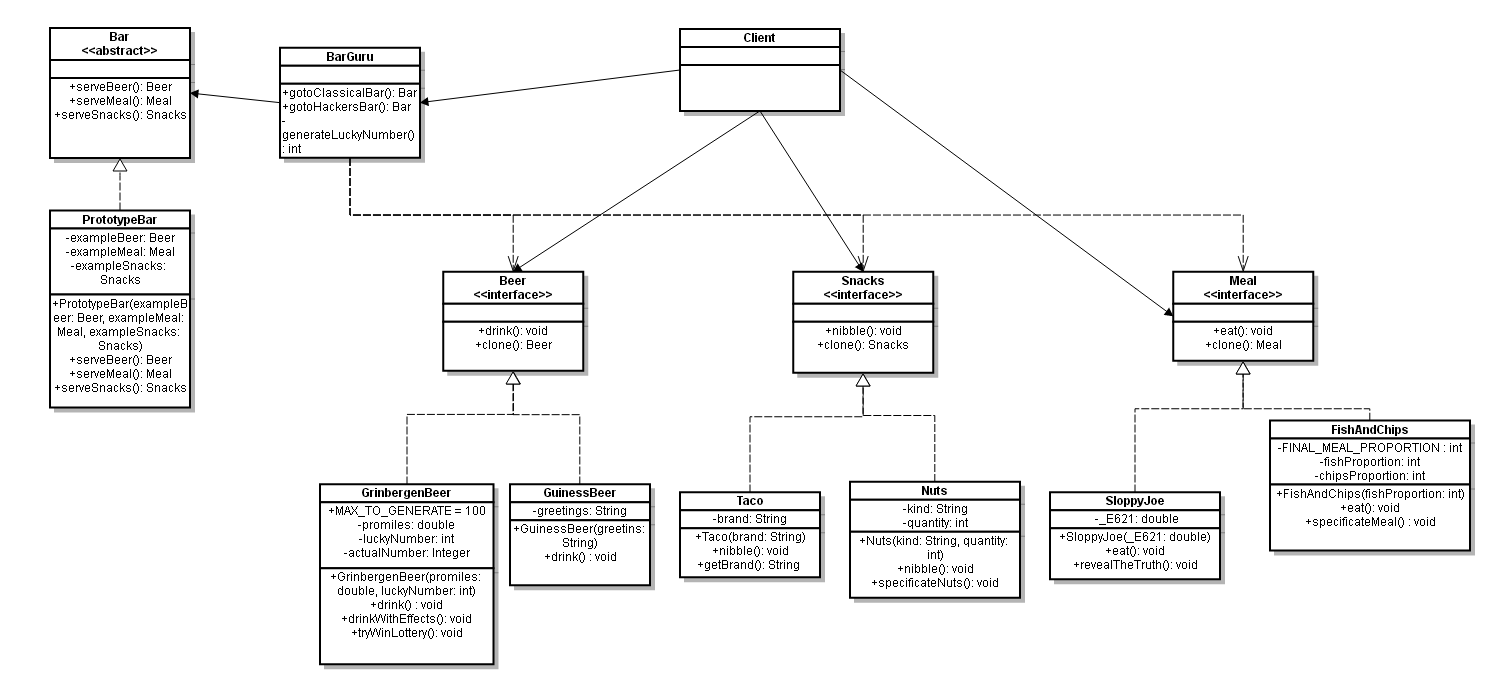 Bar
<<abstract>>
+serveBeer(): Beer
+serveMeal(): Meal
+serveSnacks(): Snacks
BarGuru
+gotoClassicalBar(): Bar
+gotoHackersBar(): Bar
-
generateLuckyNumber()
: int
Client
PrototypeBar
-exampleBeer: Beer
-exampleMeal: Meal
-exampleSnacks:
Snacks
+PrototypeBar(exampleB
eer: Beer, exampleMeal:
Meal, exampleSnacks:
Snacks)
+serveBeer(): Beer
+serveMeal(): Meal
+serveSnacks(): Snacks
Beer
<<interface>>
+drink(): void
+clone(): Beer
Snacks
<<interface>>
+nibble(): void
+clone(): Snacks
Meal
<<interface>>
+eat(): void
+clone(): Meal
GrinbergenBeer
+MAX_TO_GENERATE = 100
-promiles: double
-luckyNumber: int
-actualNumber: Integer
+GrinbergenBeer(promiles:
double, luckyNumber: int)
+drink() : void
+drinkWithEffects(): void
+tryWinLottery(): void
GuinessBeer
-greetings: String
+GuinessBeer(greetins:
String)
+drink() : void
Taco
-brand: String
+Taco(brand: String)
+nibble(): void
+getBrand(): String
Nuts
-kind: String
-quantity: int
+Nuts(kind: String, quantity:
int)
+nibble(): void
+specificateNuts(): void
SloppyJoe
-_E621: double
+SloppyJoe(_E621: double)
+eat(): void
+revealTheTruth(): void
FishAndChips
-FINAL_MEAL_PROPORTION : int
-fishProportion: int
-chipsProportion: int
+FishAndChips(fishProportion: int)
+eat(): void
+specificateMeal() : void